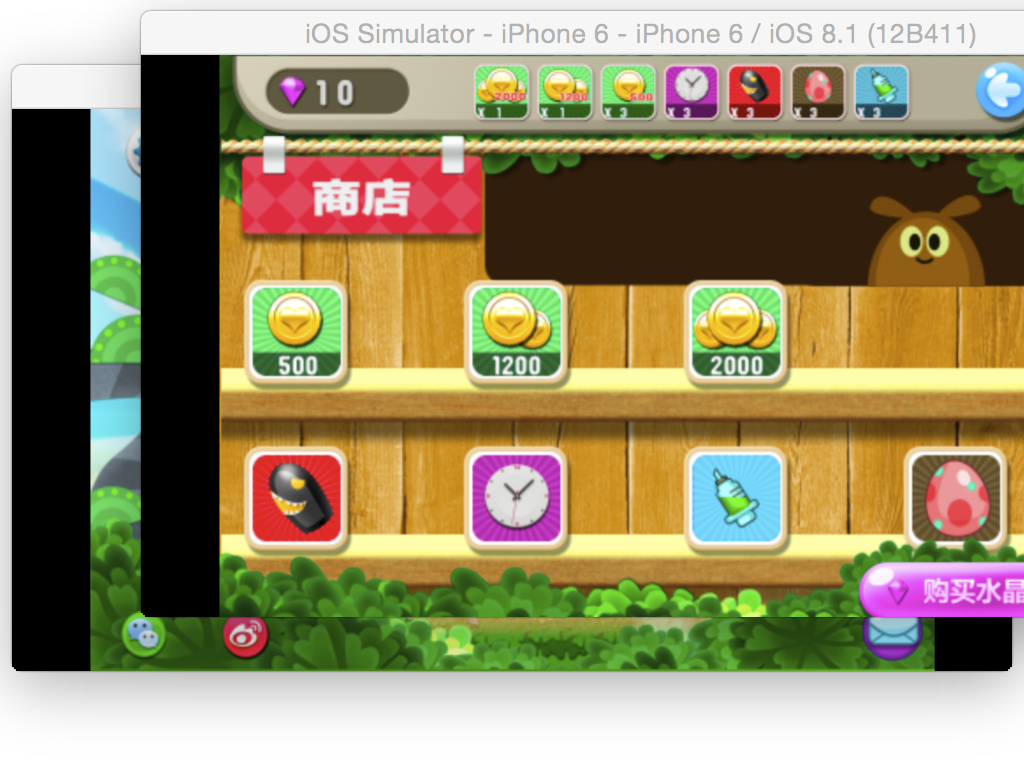 iOS Simulator - iPhone 6 - iPhone 6 / iOS 8.1 (12B411)
10
2000 1200 500
x 1 x 1 x 3 x 3 x 3 x 3 x 3
商店
500 1200 2000
购买水晶